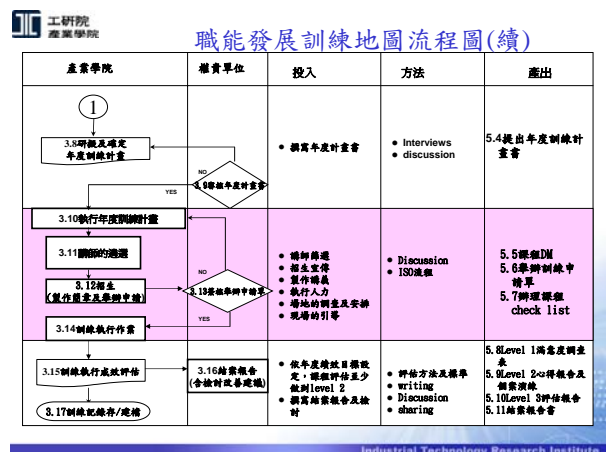 工研院
產業學院
職能發展訓練地圖流程圖(續)
產業學院
權責單位
投入
方法
產出
1
3.8研擬及確定
年度訓練計畫
NO
3.9審核年度計畫書
YES
● 撰寫年度計畫書
● Interviews
● discussion
5.4提出年度訓練計
畫書
3.10執行年度訓練計畫
3.11講師的遴選
3.12招生
(製作簡章及舉辦申請)
NO
3.13簽核舉辦申請單
YES
3.14訓練執行作業
● 講師篩選
● 招生宣傳
● 製作講義
● 執行人力
● 場地的調查及安排
● 現場的引導
● Discussion
● ISO流程
5.5課程DM
5.6舉辦訓練申
請單
5.7辦理課程
check list
3.15訓練執行成效評估
3.16結案報告
(含檢討改善建議)
3.17訓練記錄存/建檔
● 依年度績效目標設
定，課程評估至少
做到level 2
● 撰寫結案報告及檢
討
● 評估方法及標準
● writing
● Discussion
● sharing
5.8Level 1滿意度調查
表
5.9Level 2心得報告及
個案演練
5.10Level 3評估報告
5.11結案報告書
Industrial Technology Research Institute